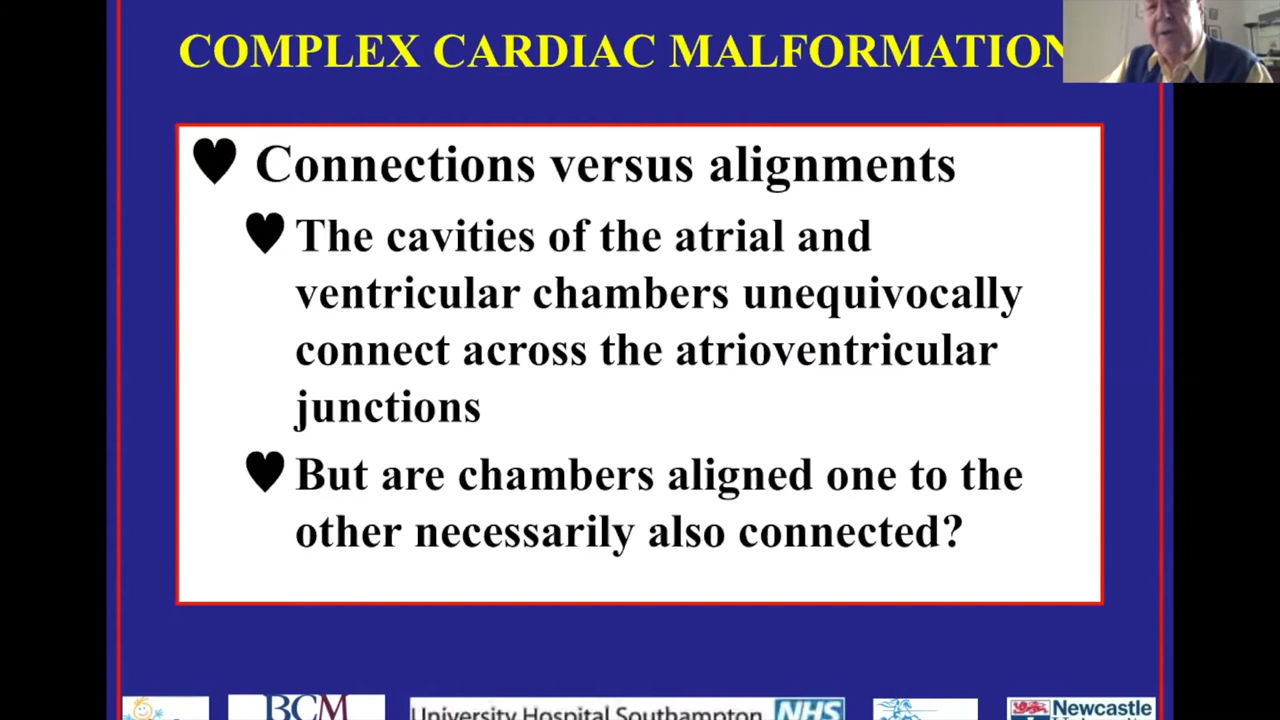 COMPLEX CARDIAC MALFORMATION
♥ Connections versus alignments
♥ The cavities of the atrial and
ventricular chambers unequivocally
connect across the atrioventricular
junctions
♥ But are chambers aligned one to the
other necessarily also connected?
BCM
University Hospital Southampton NHS
Newcastle